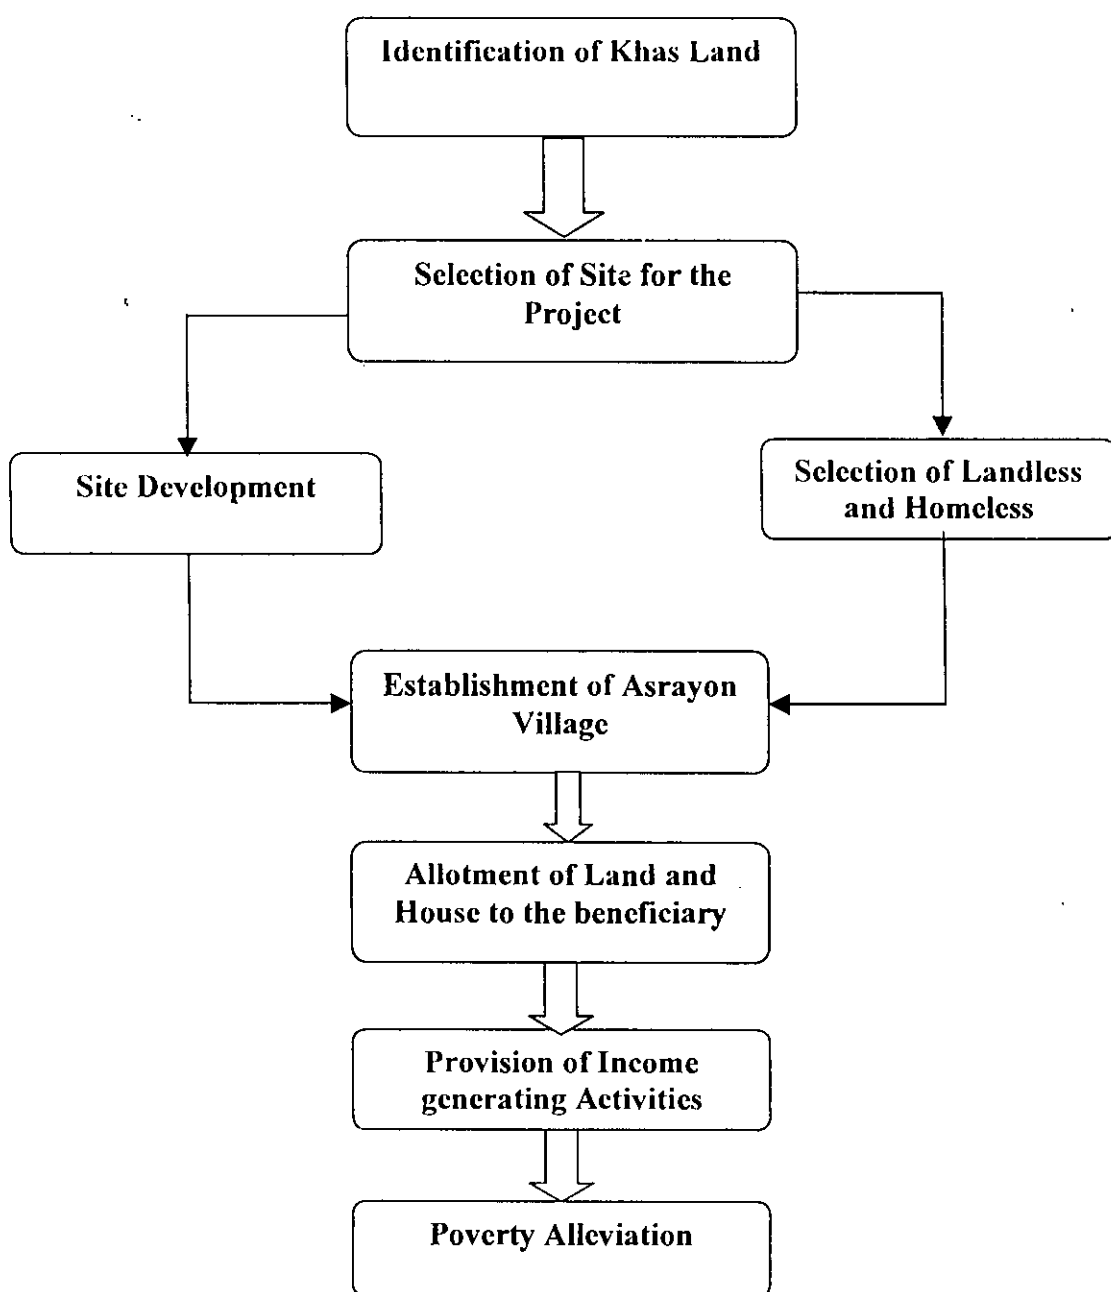 Identification of Khas Land
Selection of Site for the
Project
Site Development
Selection of Landless
and Homeless
Establishment of Asrayon
Village
Allotment of Land and
House to the beneficiary
Provision of Income
generating Activities
Poverty Alleviation